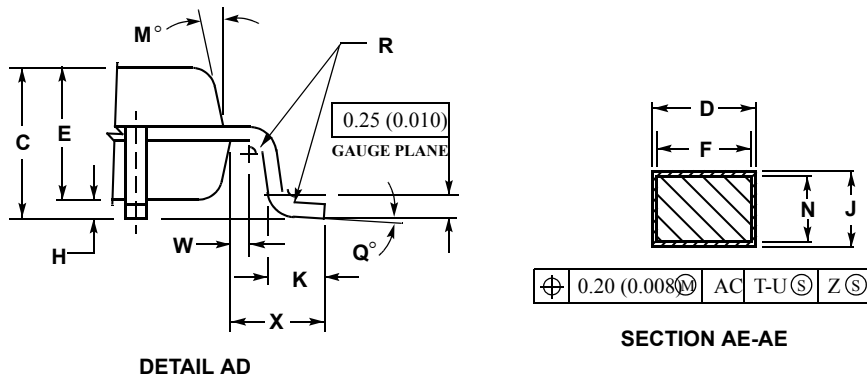 M°
R
C
E
0.25 (0.010)
GAUGE PLANE
H
W
K
Q°
X
DETAIL AD
D
F
N
J
0.20 (0.008) Ⓜ AC T-U Ⓢ Z Ⓢ
SECTION AE-AE